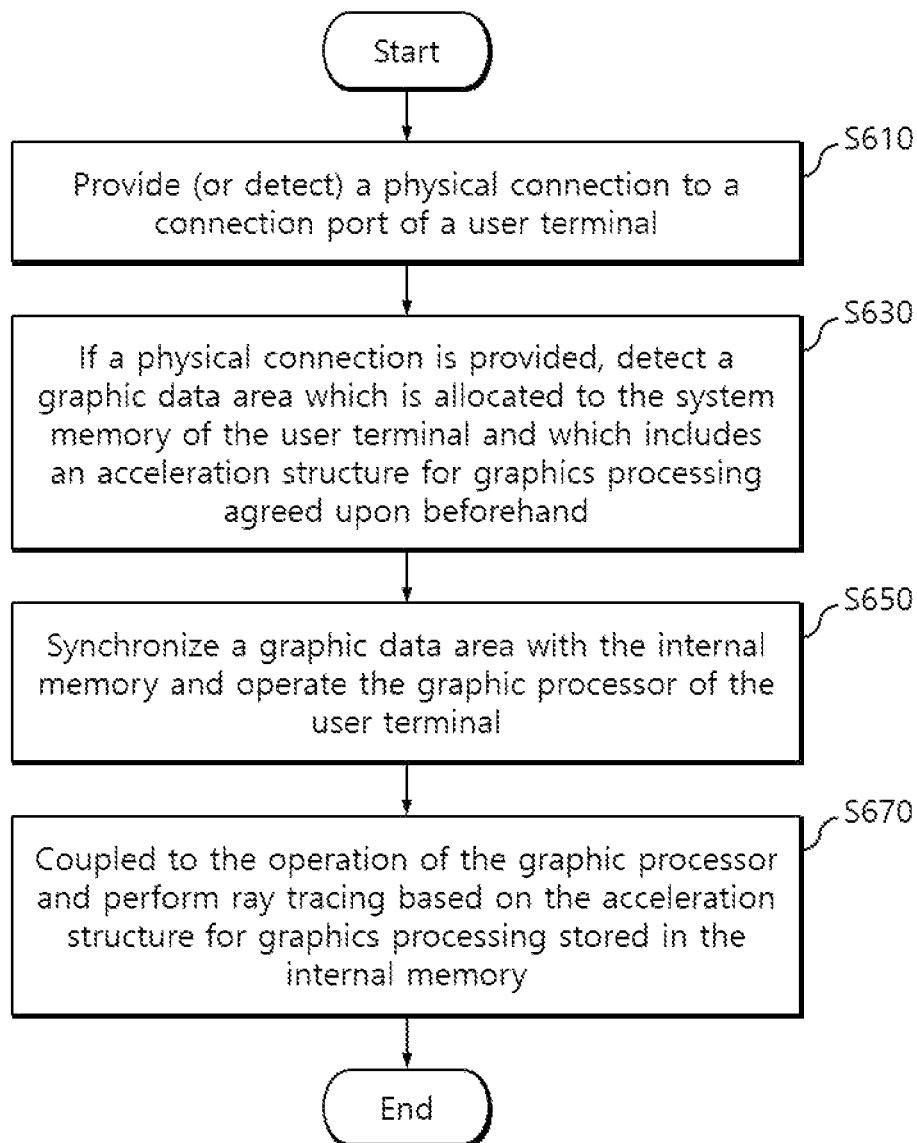 Start
S610
Provide (or detect) a physical connection to a
connection port of a user terminal
S630
If a physical connection is provided, detect a
graphic data area which is allocated to the system
memory of the user terminal and which includes
an acceleration structure for graphics processing
agreed upon beforehand
S650
Synchronize a graphic data area with the internal
memory and operate the graphic processor of the
user terminal
S670
Coupled to the operation of the graphic processor
and perform ray tracing based on the acceleration
structure for graphics processing stored in the
internal memory
End